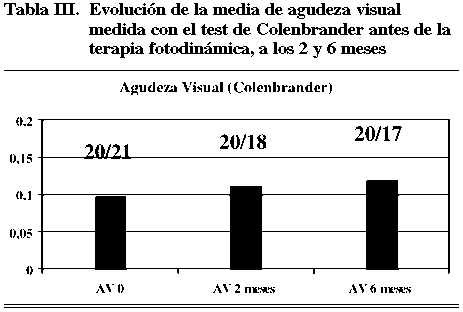 Tabla III. Evolución de la media de agudeza visual
medida con el test de Colenbrander antes de la
terapia fotodinámica, a los 2 y 6 meses
Agudeza Visual (Colenbrander)
0.2
0,15
0.1
0,05
0
20/21
20/18
20/17
AV 0
AV 2 meses
AV 6 meses